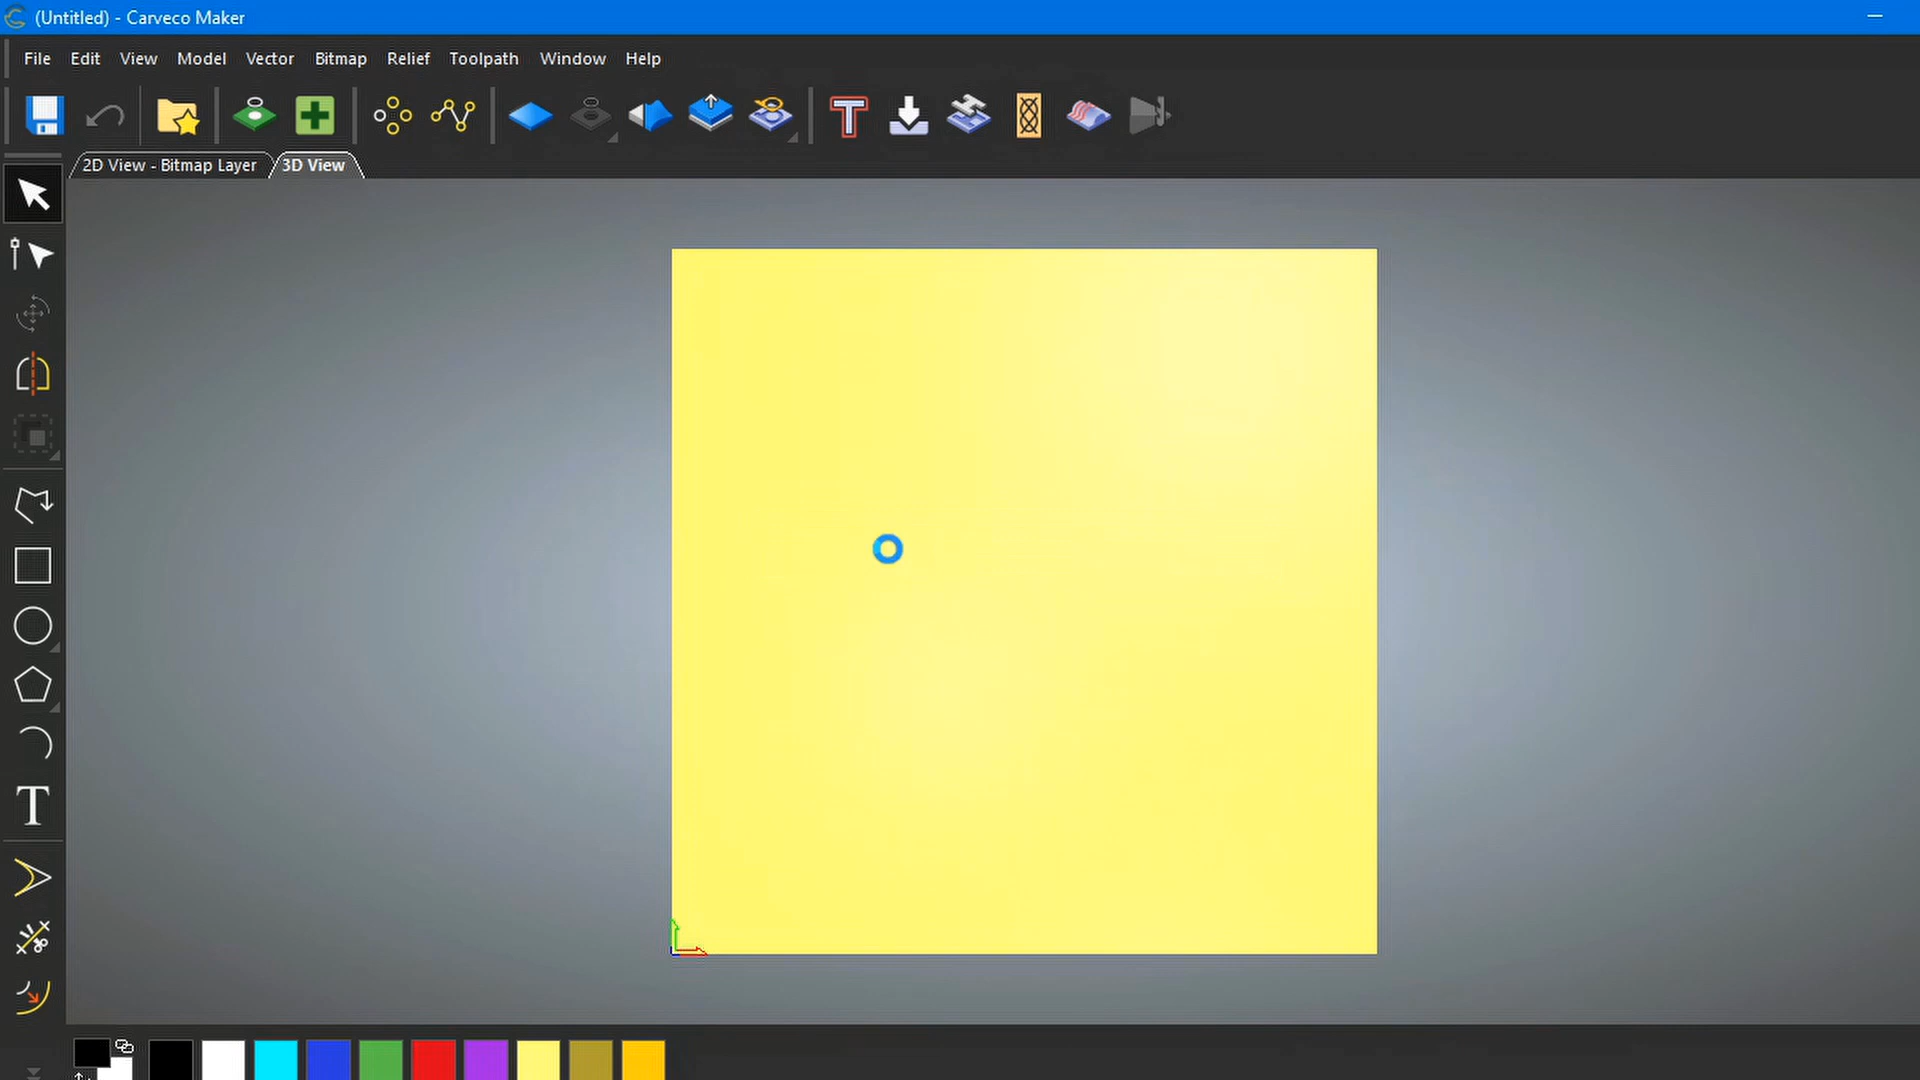 (Untitled) - Carveco Maker
File Edit View Model Vector Bitmap Relief Toolpath Window Help
2D View - Bitmap Layer 3D View